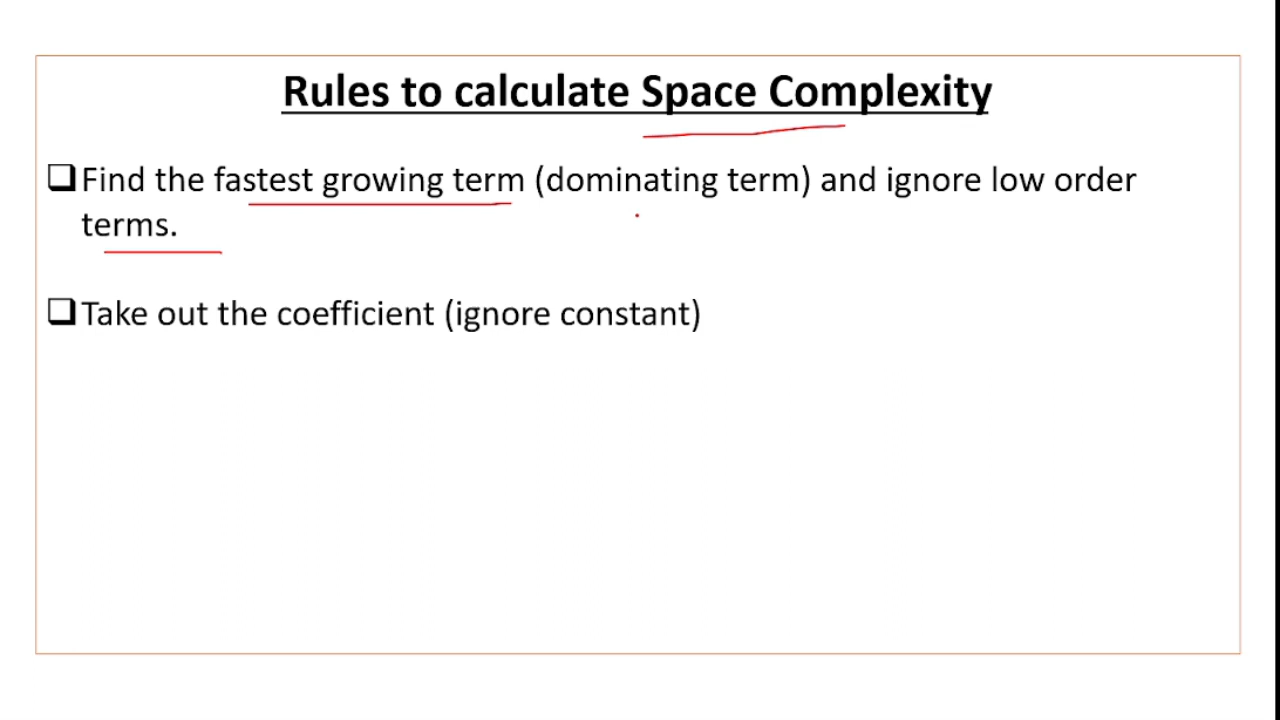 Rules to calculate Space Complexity
❑Find the fastest growing term (dominating term) and ignore low order
terms.
❑Take out the coefficient (ignore constant)